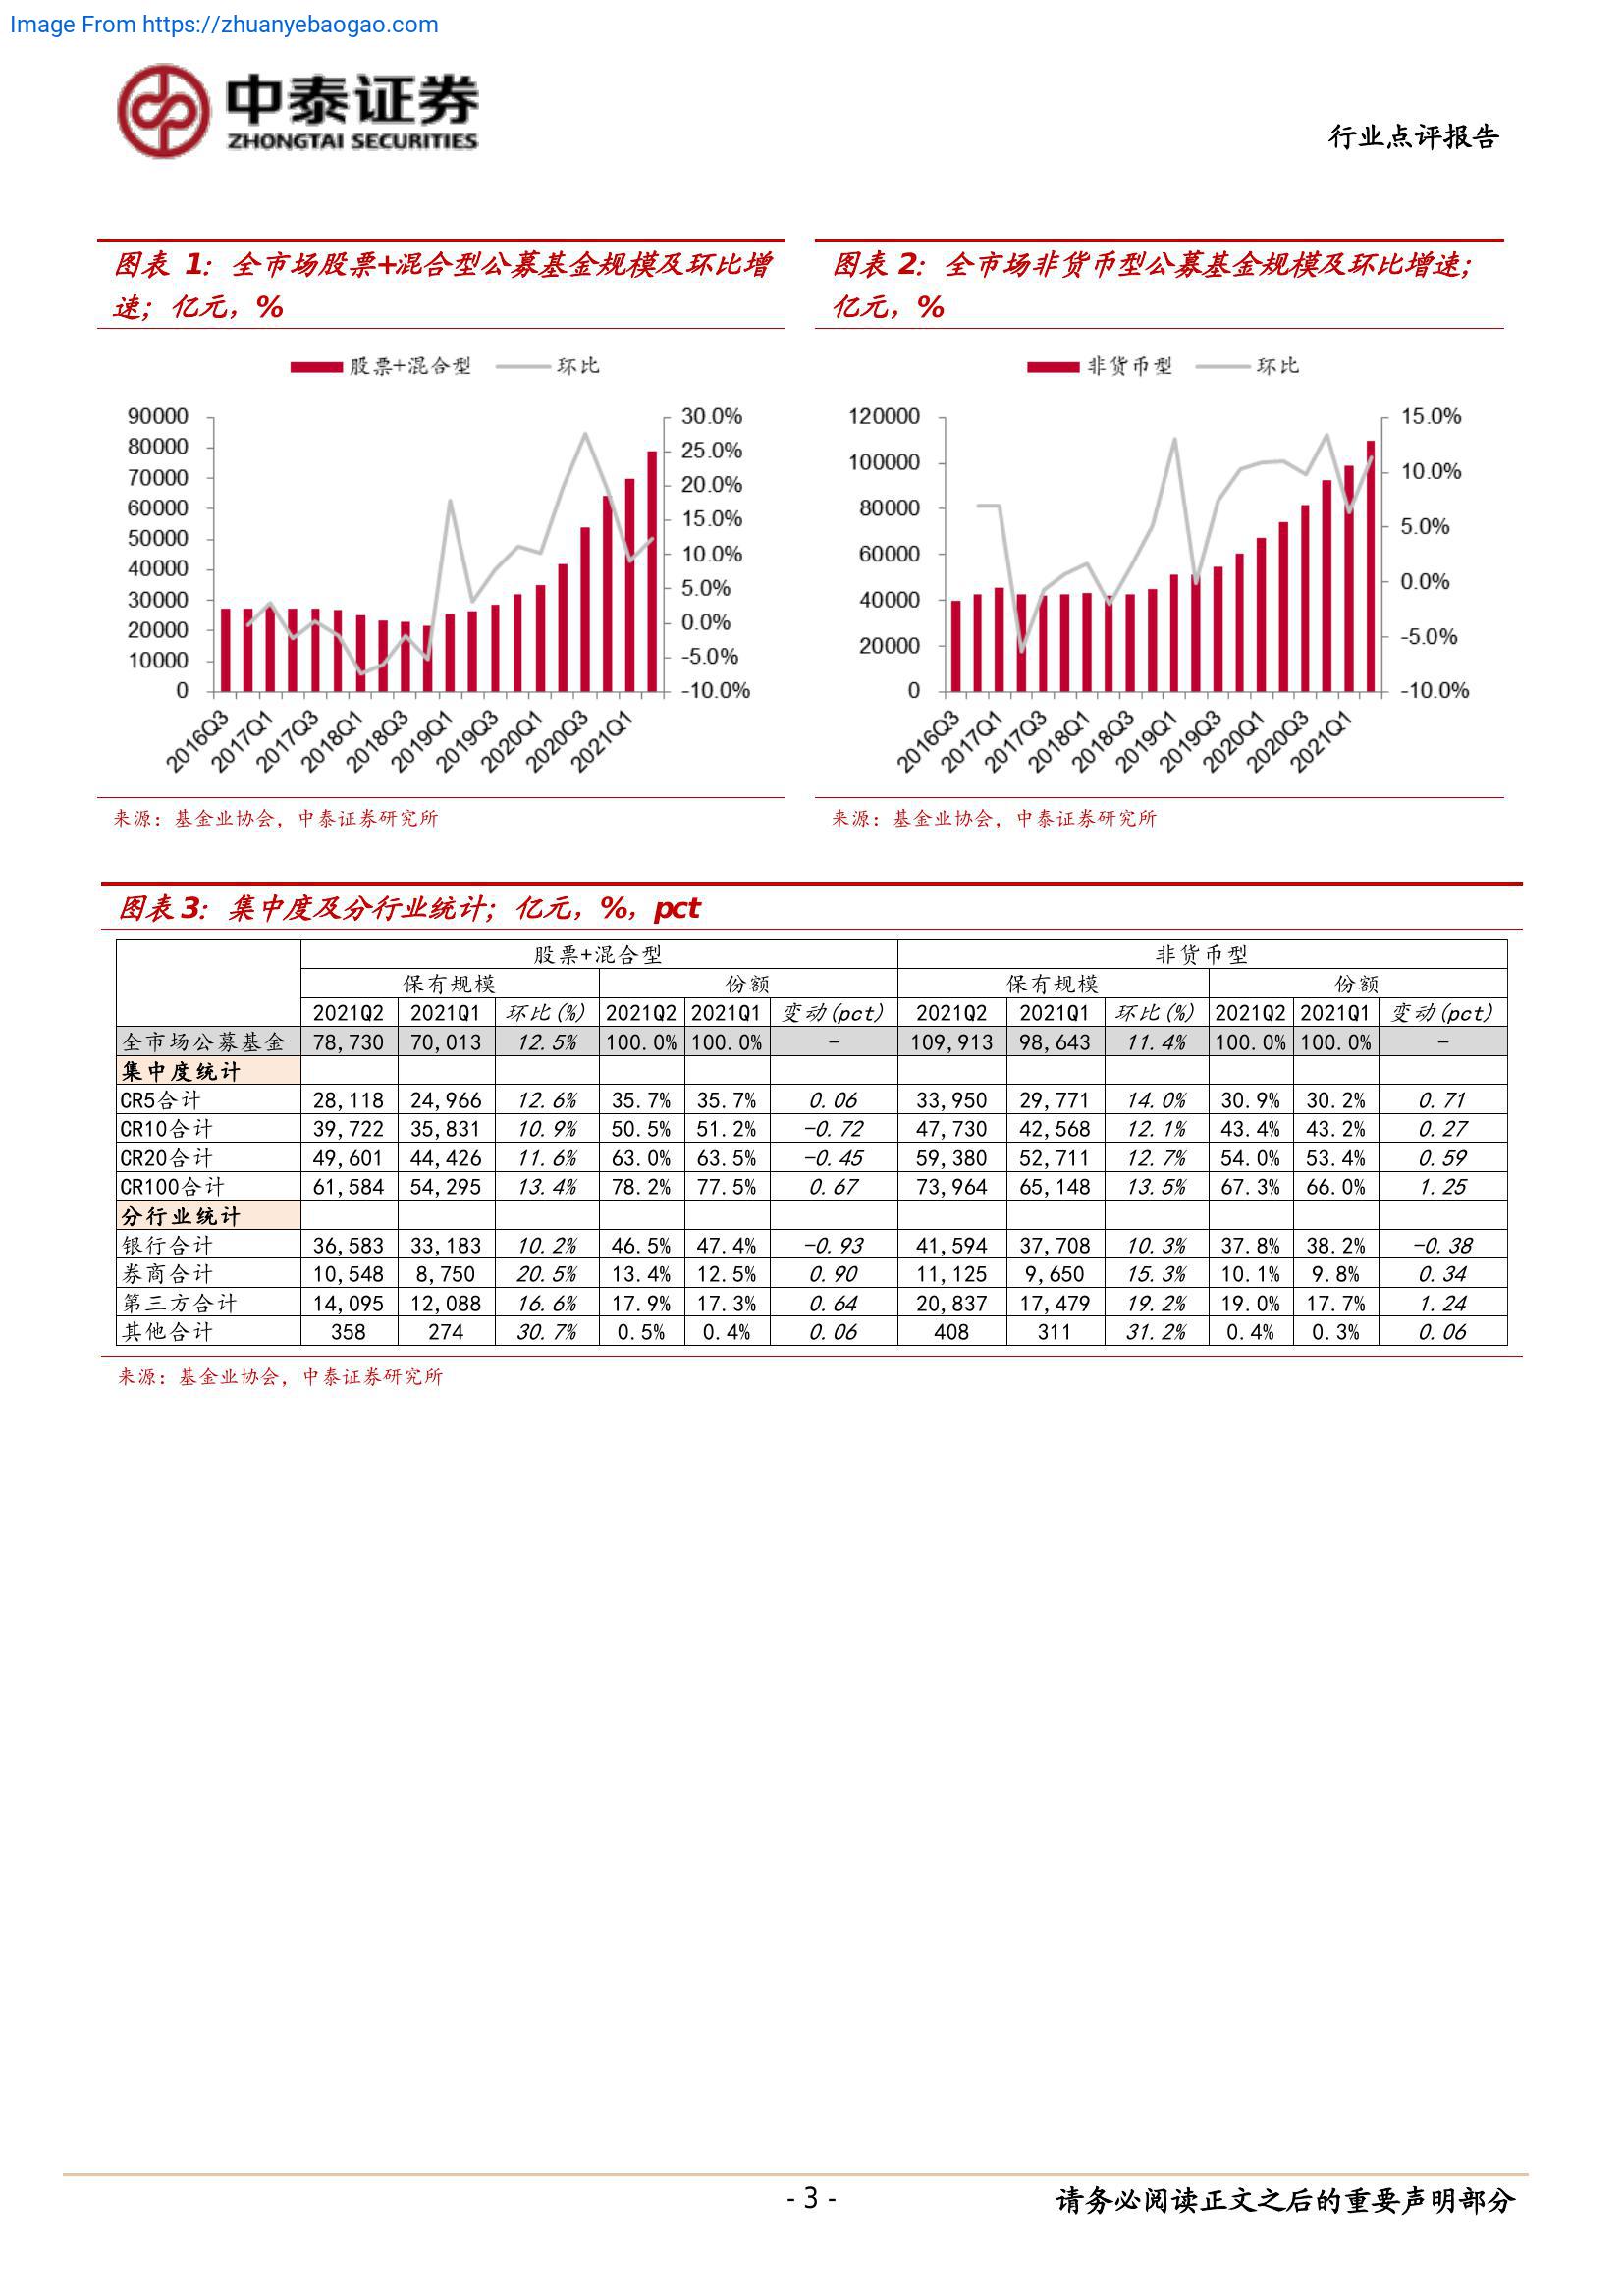 Image From https://zhuanyebaogao.com
中泰证券
ZHONGTAI SECURITIES
行业点评报告
图表 1：全市场股票+混合型公募基金规模及环比增
速；亿元，%
股票+混合型 环比
90000
80000
70000
60000
50000
40000
30000
20000
10000
0
30.0%
25.0%
20.0%
15.0%
10.0%
5.0%
0.0%
-5.0%
-10.0%
2016Q3 2017Q1 2017Q3 2018Q1 2018Q3 2019Q1 2019Q3 2020Q1 2020Q3 2021Q1
来源：基金业协会，中泰证券研究所
图表 2：全市场非货币型公募基金规模及环比增速；
亿元，%
非货币型 环比
120000
100000
80000
60000
40000
20000
0
15.0%
10.0%
5.0%
0.0%
-5.0%
-10.0%
2016Q3 2017Q1 2017Q3 2018Q1 2018Q3 2019Q1 2019Q3 2020Q1 2020Q3 2021Q1
来源：基金业协会，中泰证券研究所
图表 3：集中度及分行业统计；亿元，%，pct
股票+混合型 非货币型
保有规模 份额 保有规模 份额
2021Q2 2021Q1 环比(%) 2021Q2 2021Q1 变动(pct) 2021Q2 2021Q1 环比(%) 2021Q2 2021Q1 变动(pct)
全市场公募基金 78,730 70,013 12.5% 100.0% 100.0% - 109,913 98,643 11.4% 100.0% 100.0% -
集中度统计
CR5合计 28,118 24,966 12.6% 35.7% 35.7% 0.06 33,950 29,771 14.0% 30.9% 30.2% 0.71
CR10合计 39,722 35,831 10.9% 50.5% 51.2% -0.72 47,730 42,568 12.1% 43.4% 43.2% 0.27
CR20合计 49,601 44,426 11.6% 63.0% 63.5% -0.45 59,380 52,711 12.7% 54.0% 53.4% 0.59
CR100合计 61,584 54,295 13.4% 78.2% 77.5% 0.67 73,964 65,148 13.5% 67.3% 66.0% 1.25
分行业统计
银行合计 36,583 33,183 10.2% 46.5% 47.4% -0.93 41,594 37,708 10.3% 37.8% 38.2% -0.38
券商合计 10,548 8,750 20.5% 13.4% 12.5% 0.90 11,125 9,650 15.3% 10.1% 9.8% 0.34
第三方合计 14,095 12,088 16.6% 17.9% 17.3% 0.64 20,837 17,479 19.2% 19.0% 17.7% 1.24
其他合计 358 274 30.7% 0.5% 0.4% 0.06 408 311 31.2% 0.4% 0.3% 0.06
来源：基金业协会，中泰证券研究所
- 3 -
请务必阅读正文之后的重要声明部分